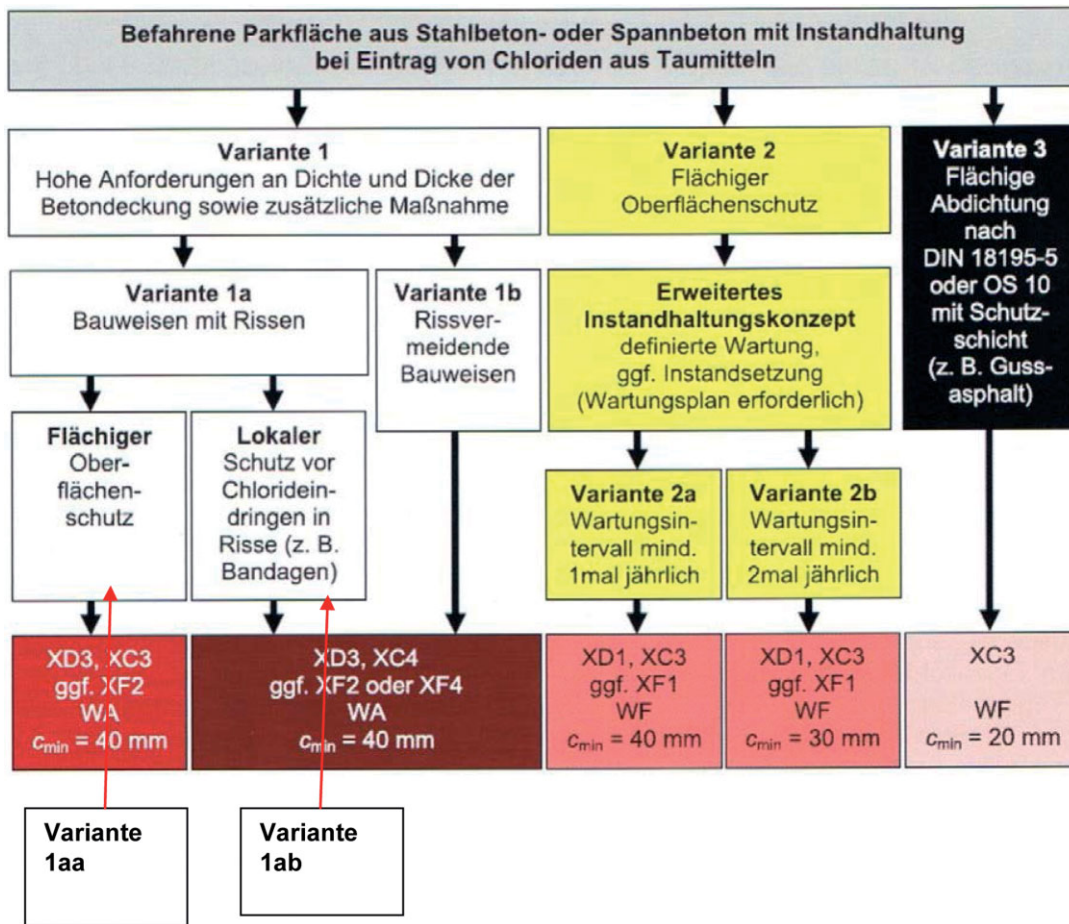 Befahrene Parkfläche aus Stahlbeton- oder Spannbeton mit Instandhaltung
bei Eintrag von Chloriden aus Taumitteln
Variante 1
Hohe Anforderungen an Dichte und Dicke der
Betondeckung sowie zusätzliche Maßnahme
Variante 2
Flächiger
Oberflächenschutz
Variante 3
Flächige
Abdichtung
nach
DIN 18195-5
oder OS 10
mit Schutz-
schicht
(z. B. Guss-
asphalt)
Variante 1a
Bauweisen mit Rissen
Variante 1b
Rissver-
meidende
Bauweisen
Erweitertes
Instandhaltungskonzept
definierte Wartung,
ggf. Instandsetzung
(Wartungsplan erforderlich)
Flächiger
Ober-
flächen-
schutz
Lokaler
Schutz vor
Chloridein-
dringen in
Risse (z. B.
Bandagen)
Variante 2a
Wartungsin-
tervall mind.
1mal jährlich
Variante 2b
Wartungsin-
tervall mind.
2mal jährlich
XD3, XC3
ggf. XF2
WA
cmin = 40 mm
XD3, XC4
ggf. XF2 oder XF4
WA
cmin = 40 mm
XD1, XC3
ggf. XF1
WF
cmin = 40 mm
XD1, XC3
ggf. XF1
WF
cmin = 30 mm
XC3
WF
cmin = 20 mm
Variante
1aa
Variante
1ab